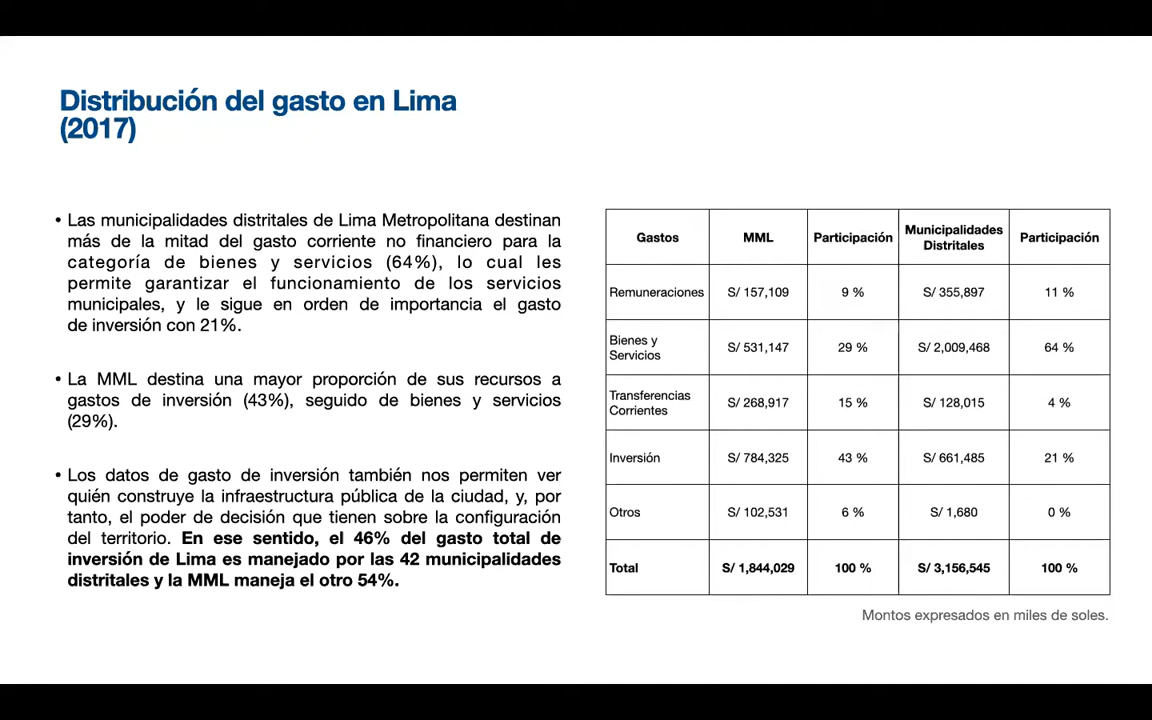 Distribución del gasto en Lima
(2017)
• Las municipalidades distritales de Lima Metropolitana destinan
más de la mitad del gasto corriente no financiero para la
categoría de bienes y servicios (64%), lo cual les
permite garantizar el funcionamiento de los servicios
municipales, y le sigue en orden de importancia el gasto
de inversión con 21%.
• La MML destina una mayor proporción de sus recursos a
gastos de inversión (43%), seguido de bienes y servicios
(29%).
• Los datos de gasto de inversión también nos permiten ver
quién construye la infraestructura pública de la ciudad, y, por
tanto, el poder de decisión que tienen sobre la configuración
del territorio. En ese sentido, el 46% del gasto total de
inversión de Lima es manejado por las 42 municipalidades
distritales y la MML maneja el otro 54%.
Gastos MML Participación Municipalidades Distritales Participación
Remuneraciones S/ 157,109 9 % S/ 355,897 11 %
Bienes y Servicios S/ 531,147 29 % S/ 2,009,468 64 %
Transferencias Corrientes S/ 268,917 15 % S/ 128,015 4 %
Inversión S/ 784,325 43 % S/ 661,485 21 %
Otros S/ 102,531 6 % S/ 1,680 0 %
Total S/ 1,844,029 100 % S/ 3,156,545 100 %
Montos expresados en miles de soles.